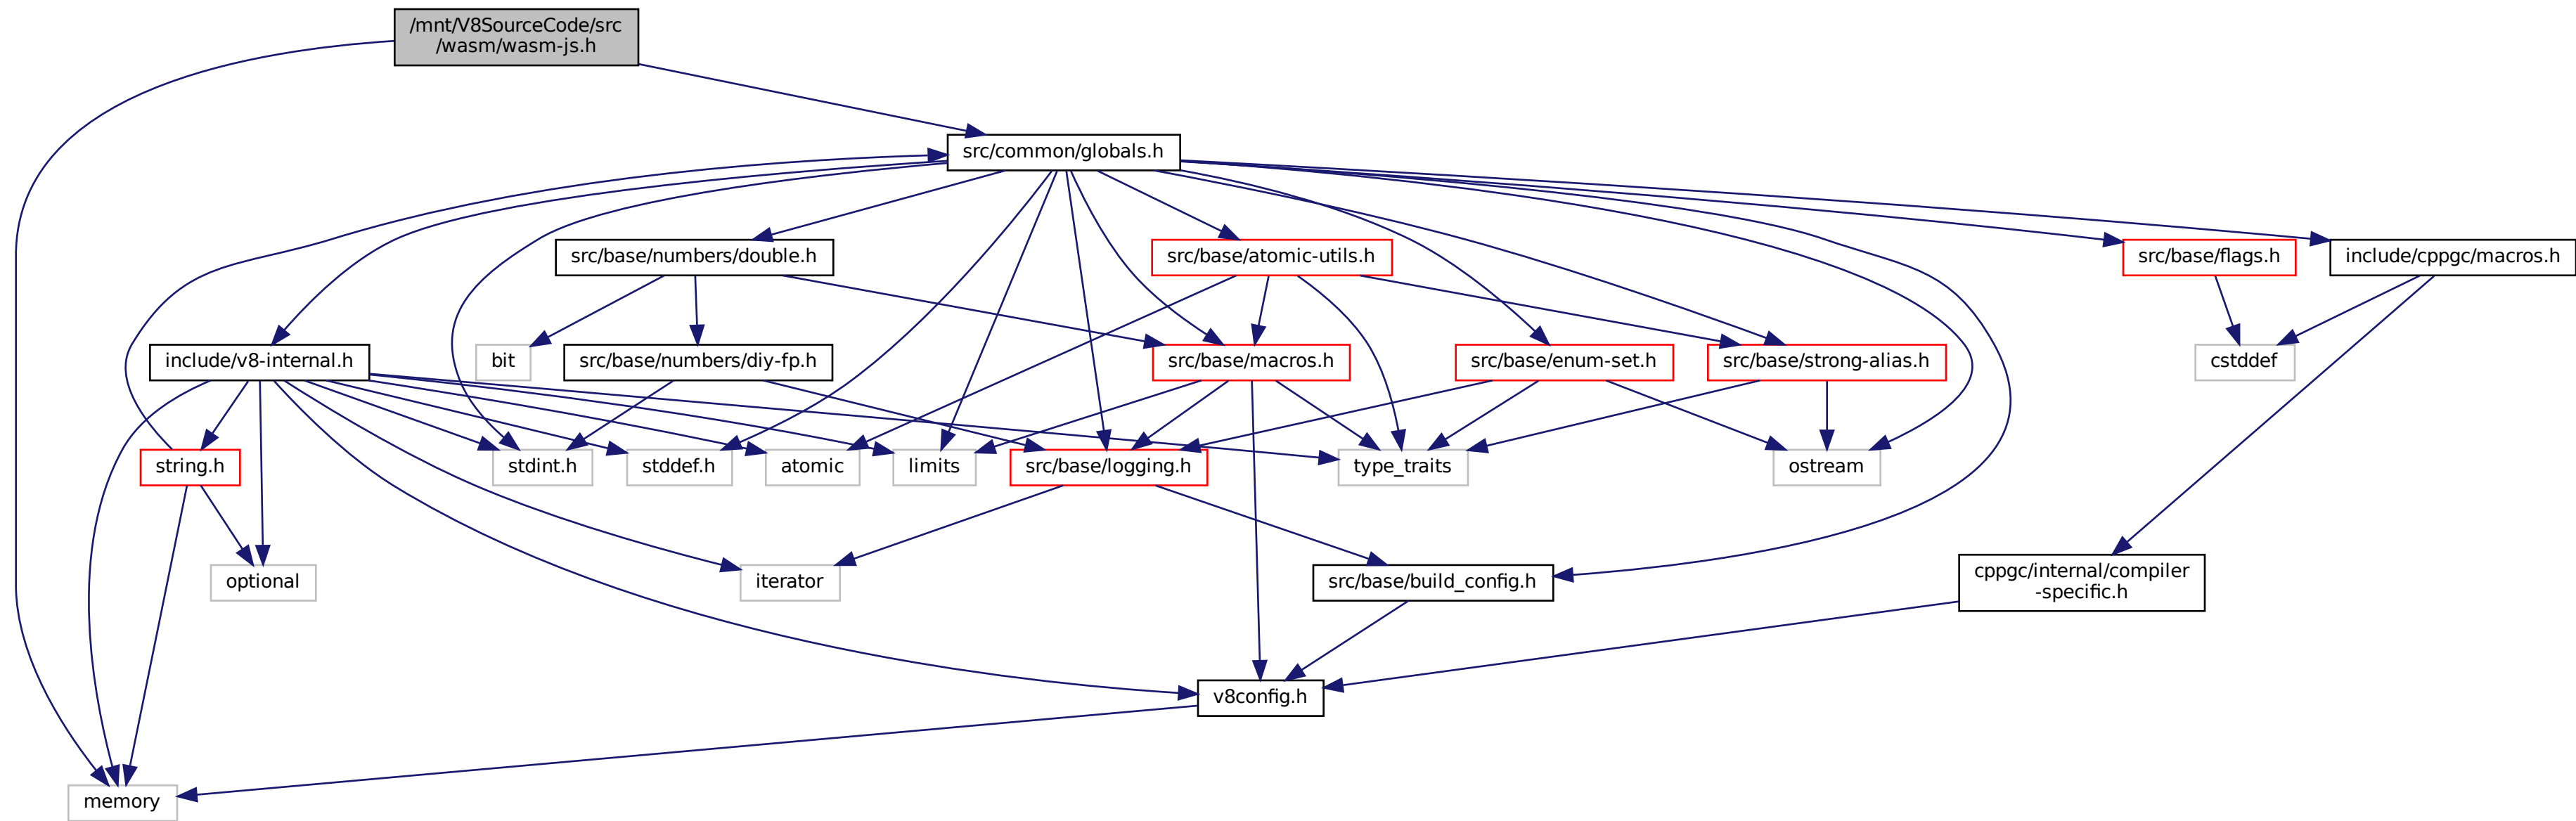 /mnt/V8SourceCode/src
/wasm/wasm-js.h
src/common/globals.h
src/base/numbers/double.h
src/base/atomic-utils.h
src/base/flags.h
include/cppgc/macros.h
include/v8-internal.h
bit
src/base/numbers/diy-fp.h
src/base/macros.h
src/base/enum-set.h
src/base/strong-alias.h
cstddef
string.h
stdint.h
stddef.h
atomic
limits
src/base/logging.h
type_traits
ostream
optional
iterator
src/base/build_config.h
cppgc/internal/compiler
-specific.h
v8config.h
memory